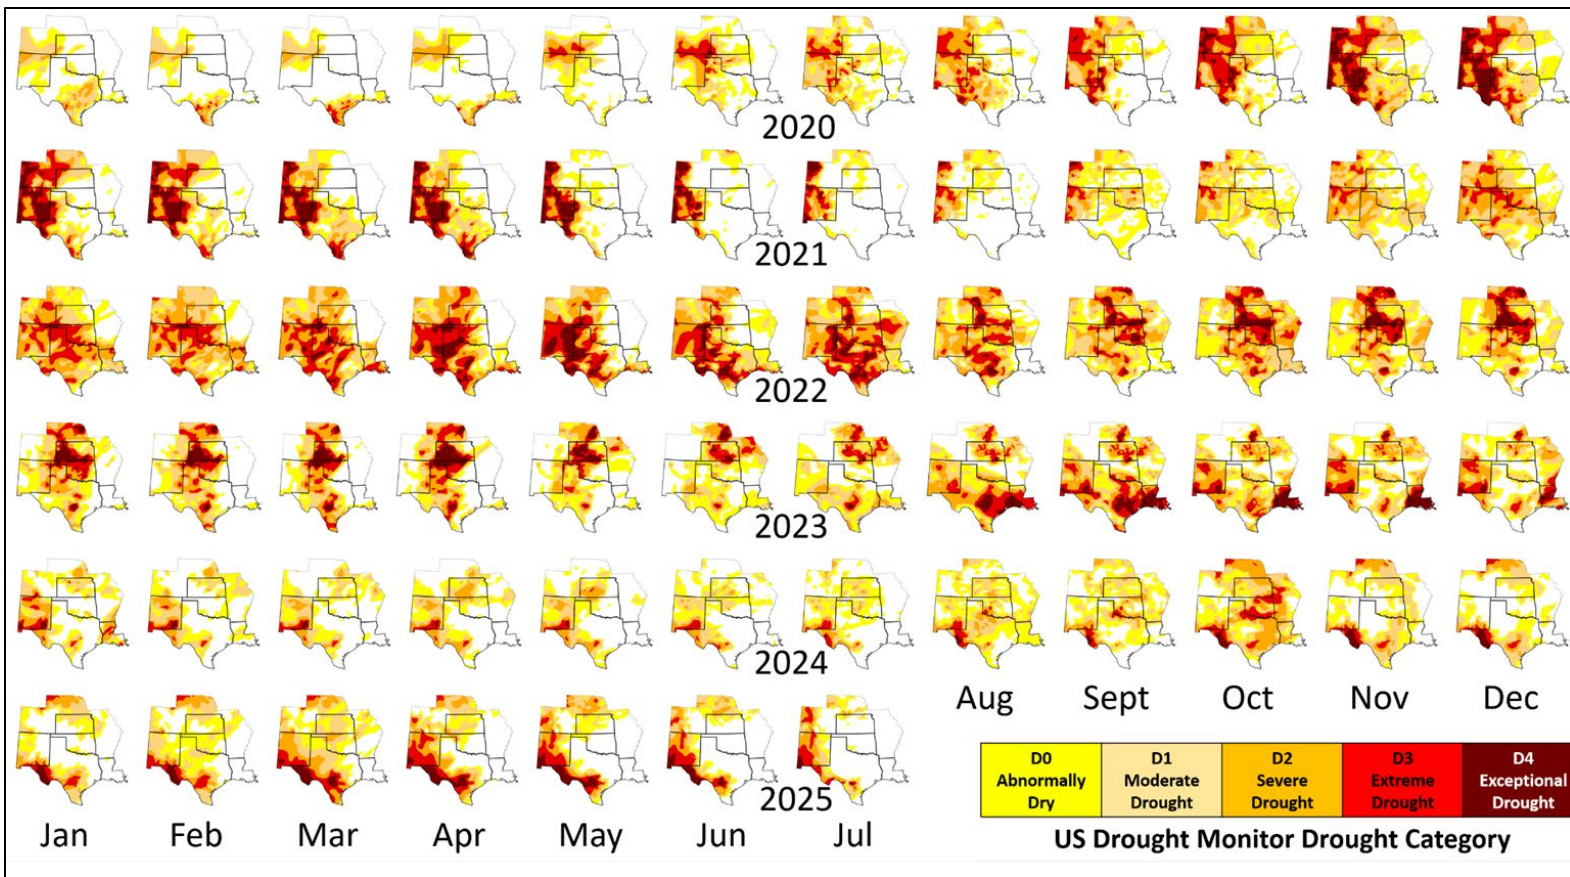 2020
2021
2022
2023
2024
Aug Sept Oct Nov Dec
2025
Jan Feb Mar Apr May Jun Jul
D0 Abnormally Dry
D1 Moderate Drought
D2 Severe Drought
D3 Extreme Drought
D4 Exceptional Drought
US Drought Monitor Drought Category